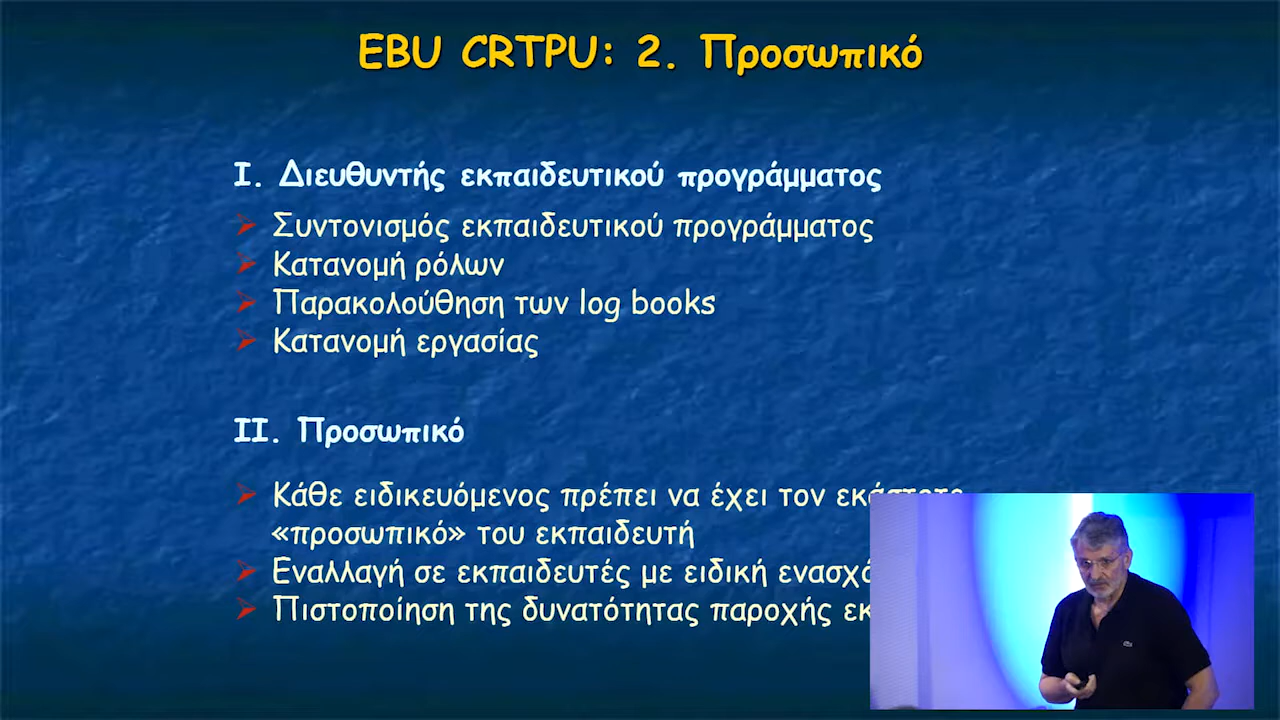 EBU CRTPU: 2. Προσωπικό
I. Διευθυντής εκπαιδευτικού προγράμματος
Συντονισμός εκπαιδευτικού προγράμματος
Κατανομή ρόλων
Παρακολούθηση των log books
Κατανομή εργασίας
II. Προσωπικό
Κάθε ειδικευόμενος πρέπει να έχει τον εκάστοτε
«προσωπικό» του εκπαιδευτή
Εναλλαγή σε εκπαιδευτές με ειδική
Πιστοποίηση της δυνατότητας παροχής